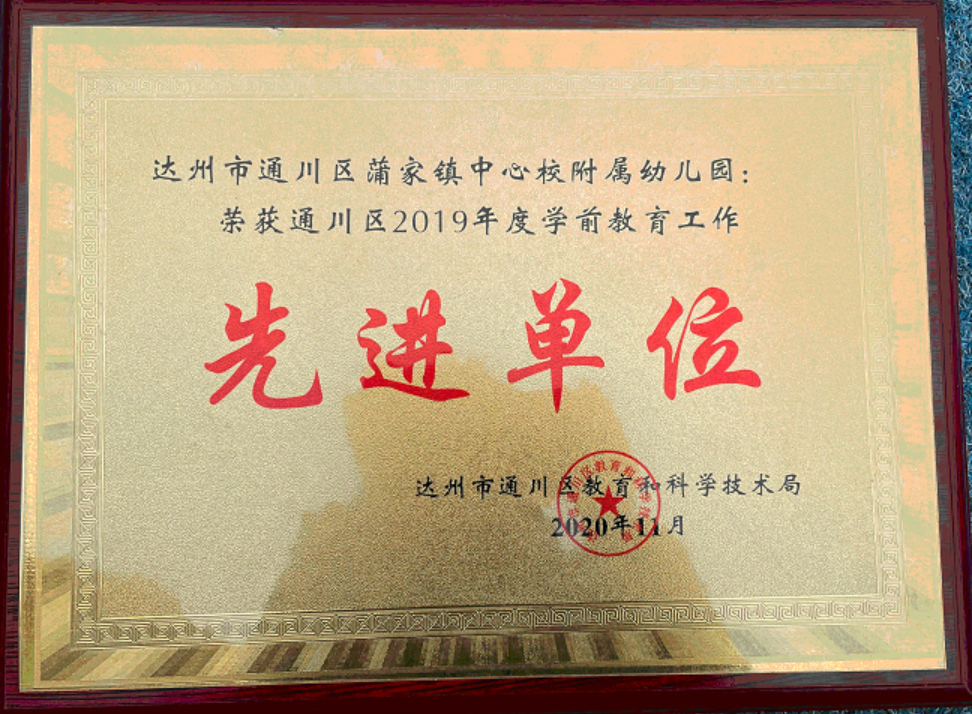 达州市通川区蒲家镇中心校附属幼儿园：
荣获通川区2019年度学前教育工作
先进单位
达州市通川区教育和科学技术局
2020年11月